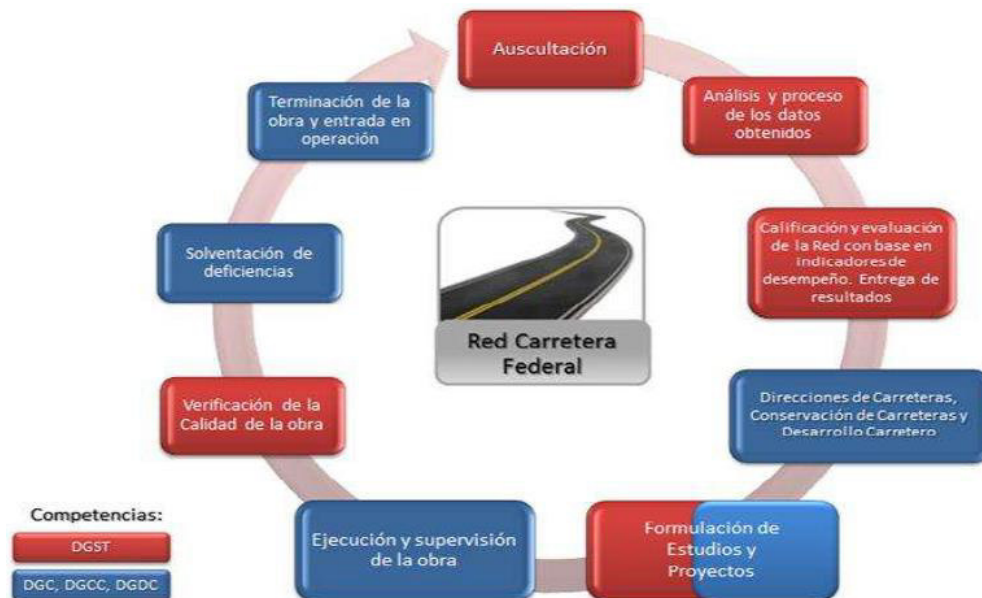 Auscultación
Análisis y proceso
de los datos
obtenidos
Calificación y evaluación
de la Red con base en
indicadores de
desempeño. Entrega de
resultados
Direcciones de Carreteras,
Conservación de Carreteras y
Desarrollo Carretero
Formulación de
Estudios y
Proyectos
Ejecución y supervisión
de la obra
Verificación de la
Calidad de la obra
Solventación de
deficiencias
Terminación de la
obra y entrada en
operación
Red Carretera
Federal
Competencias:
DGST
DGC, DGCC, DGDC